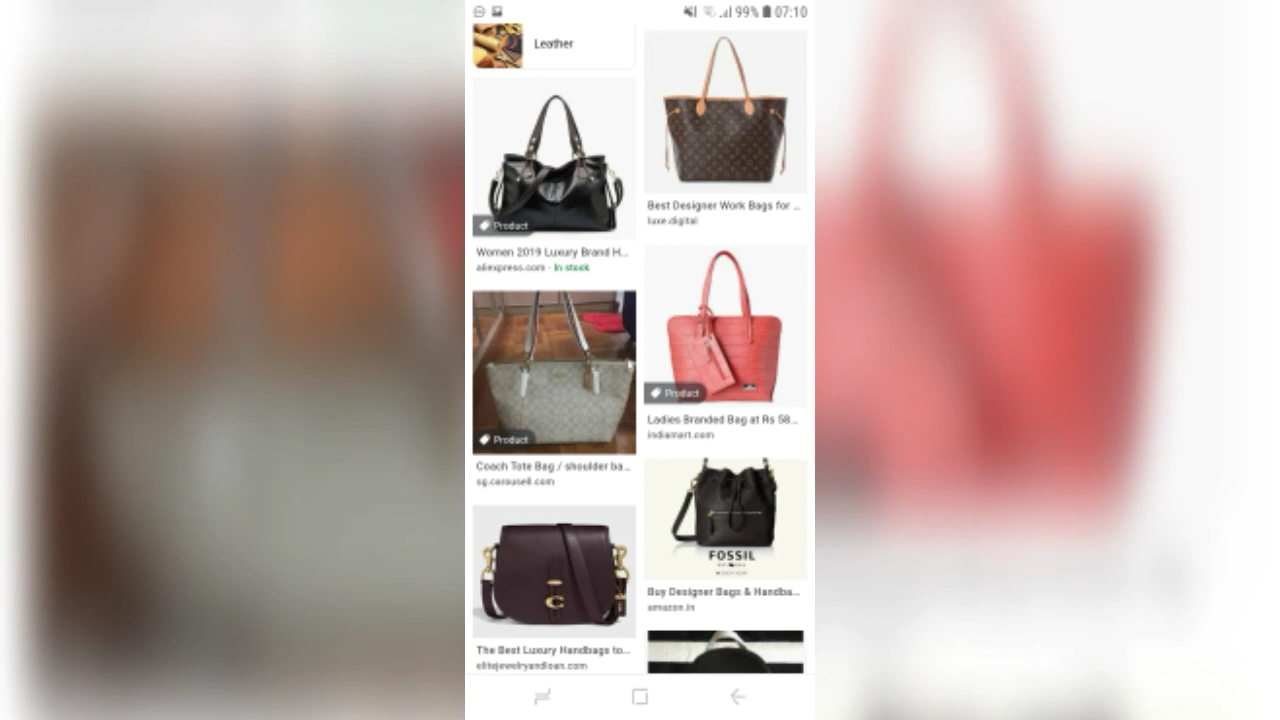 99% 07:10
Leather
Product
Women 2019 Luxury Brand H...
aliexpress.com · In stock
Product
Coach Tote Bag / shoulder ba...
sg.carousell.com
The Best Luxury Handbags to...
elitejewelryandloan.com
Best Designer Work Bags for ...
luxe.digital
Product
Ladies Branded Bag at Rs 58...
indiamart.com
FOSSIL
Buy Designer Bags & Handba...
amazon.in